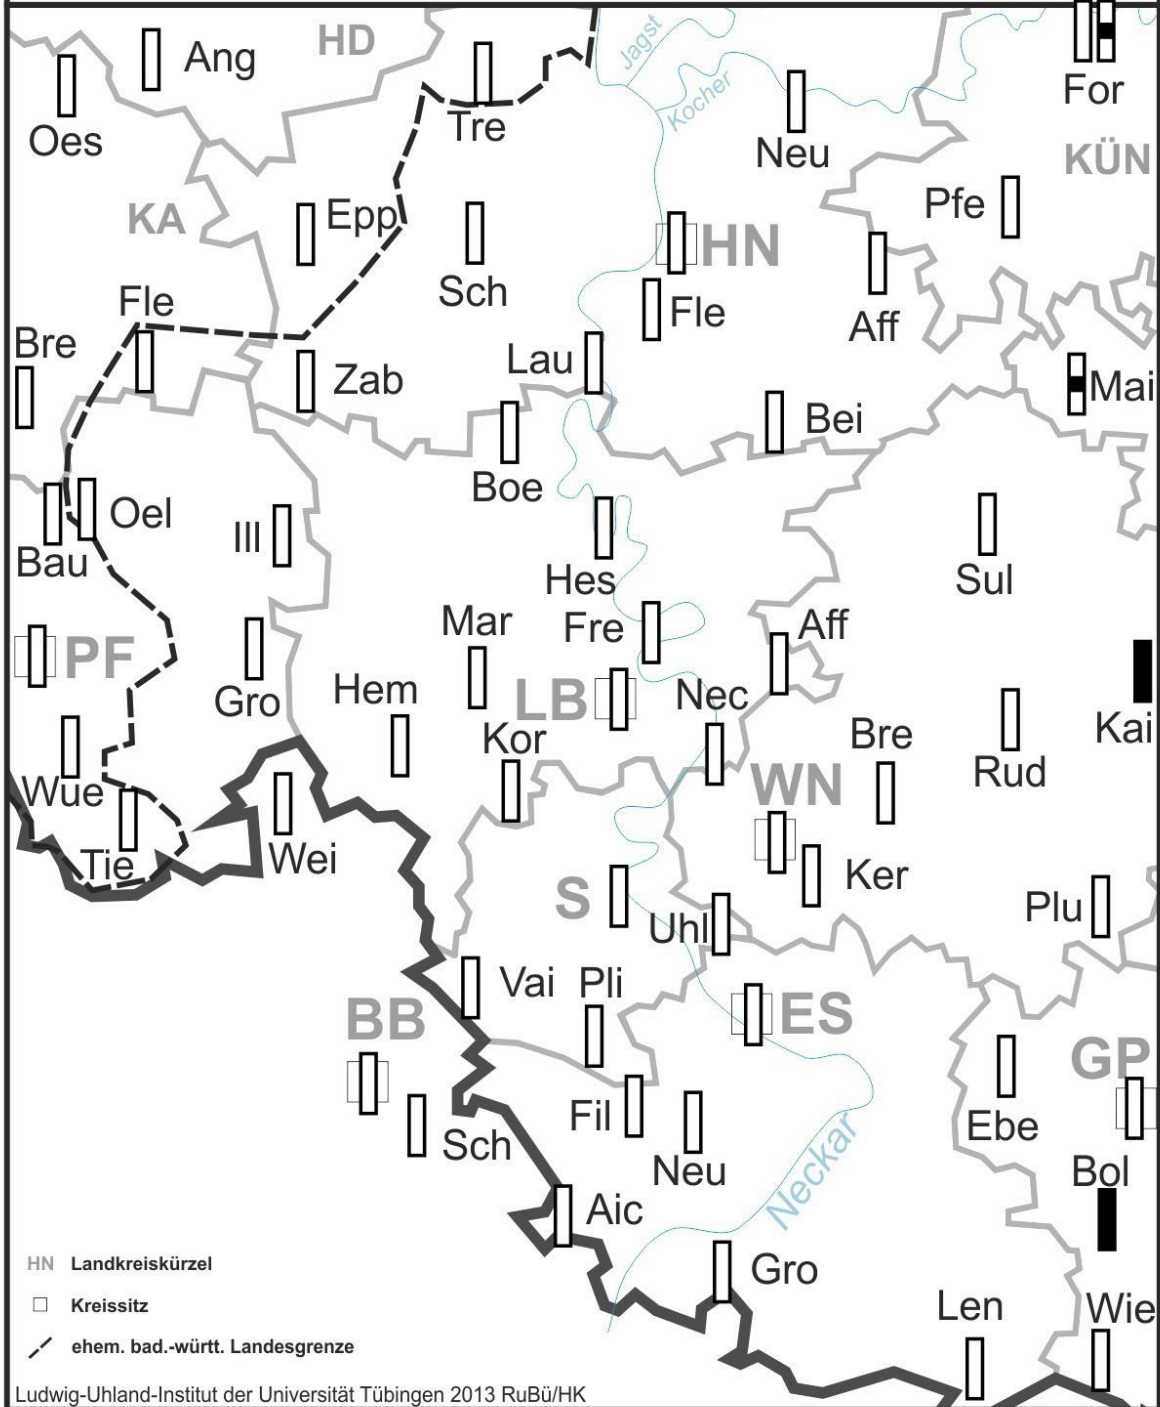 HD
Jagst
Ang
Oes
Tre
Kocher
For
Neu
KÜN
KA
Epp
Pfe
HN
Sch
Fle
Fle
Aff
Bre
Zab
Lau
Mai
Bei
Boe
Oel
Ill
Bau
Hes
Sul
Mar
Fre
Aff
PF
Gro
Hem
LB
Nec
Kor
Bre
Kai
Rud
Wue
WN
Tie
Wei
Ker
S
Uhl
Plu
Vai
Pli
BB
ES
GP
Fil
Ebe
Sch
Neu
Neckar
Bol
Aic
Gro
Len
Wie
HN Landkreiskürzel
Kreissitz
ehem. bad.-württ. Landesgrenze
Ludwig-Uhland-Institut der Universität Tübingen 2013 RuBü/HK